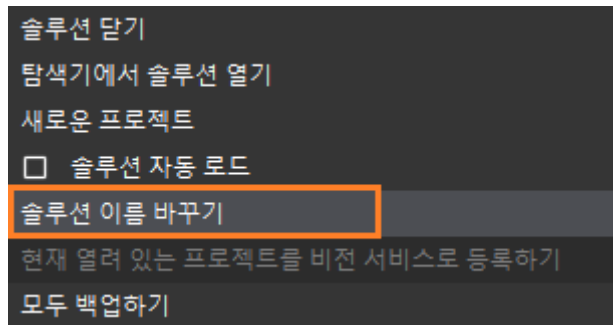 솔루션 닫기
탐색기에서 솔루션 열기
새로운 프로젝트
솔루션 자동 로드
솔루션 이름 바꾸기
현재 열려 있는 프로젝트를 비전 서비스로 등록하기
모두 백업하기